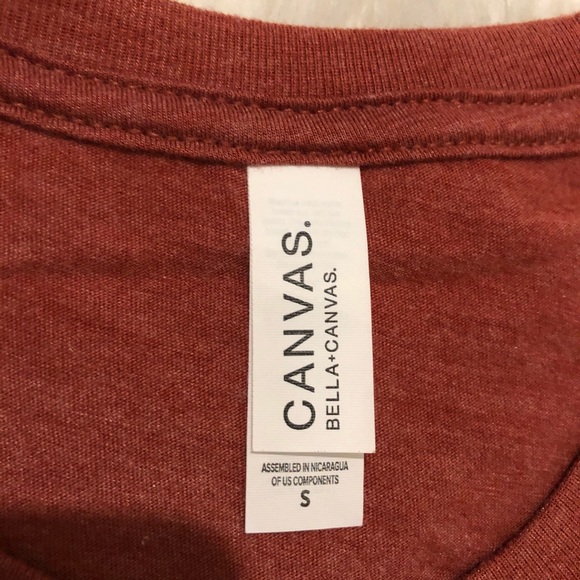 CANVAS.
BELLA+CANVAS.
ASSEMBLED IN NICARAGUA
OF US COMPONENTS
S